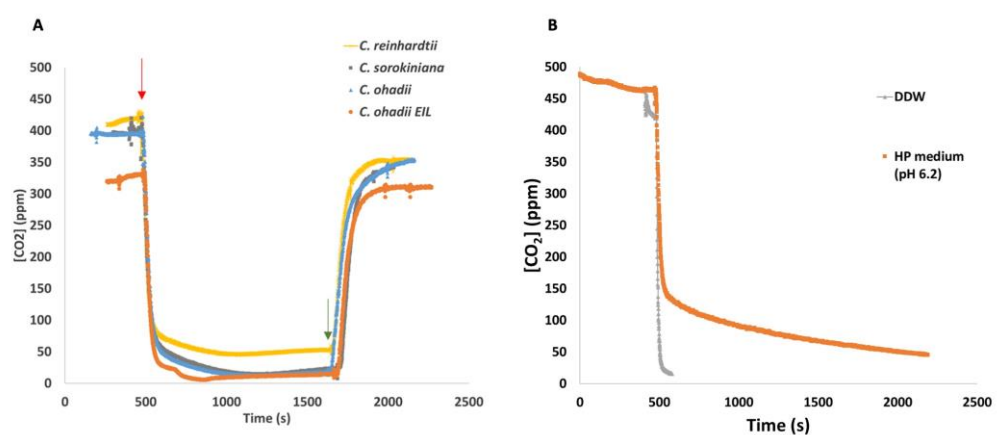 A
C. reinhardtii
C. sorokiniana
C. ohadii
C. ohadii EIL
500
450
400
350
300
250
200
150
100
50
0
[CO2] (ppm)
0
500
1000
1500
2000
2500
Time (s)
B
DDW
HP medium
(pH 6.2)
500
450
400
350
300
250
200
150
100
50
0
[CO₂] (ppm)
0
500
1000
1500
2000
2500
Time (s)